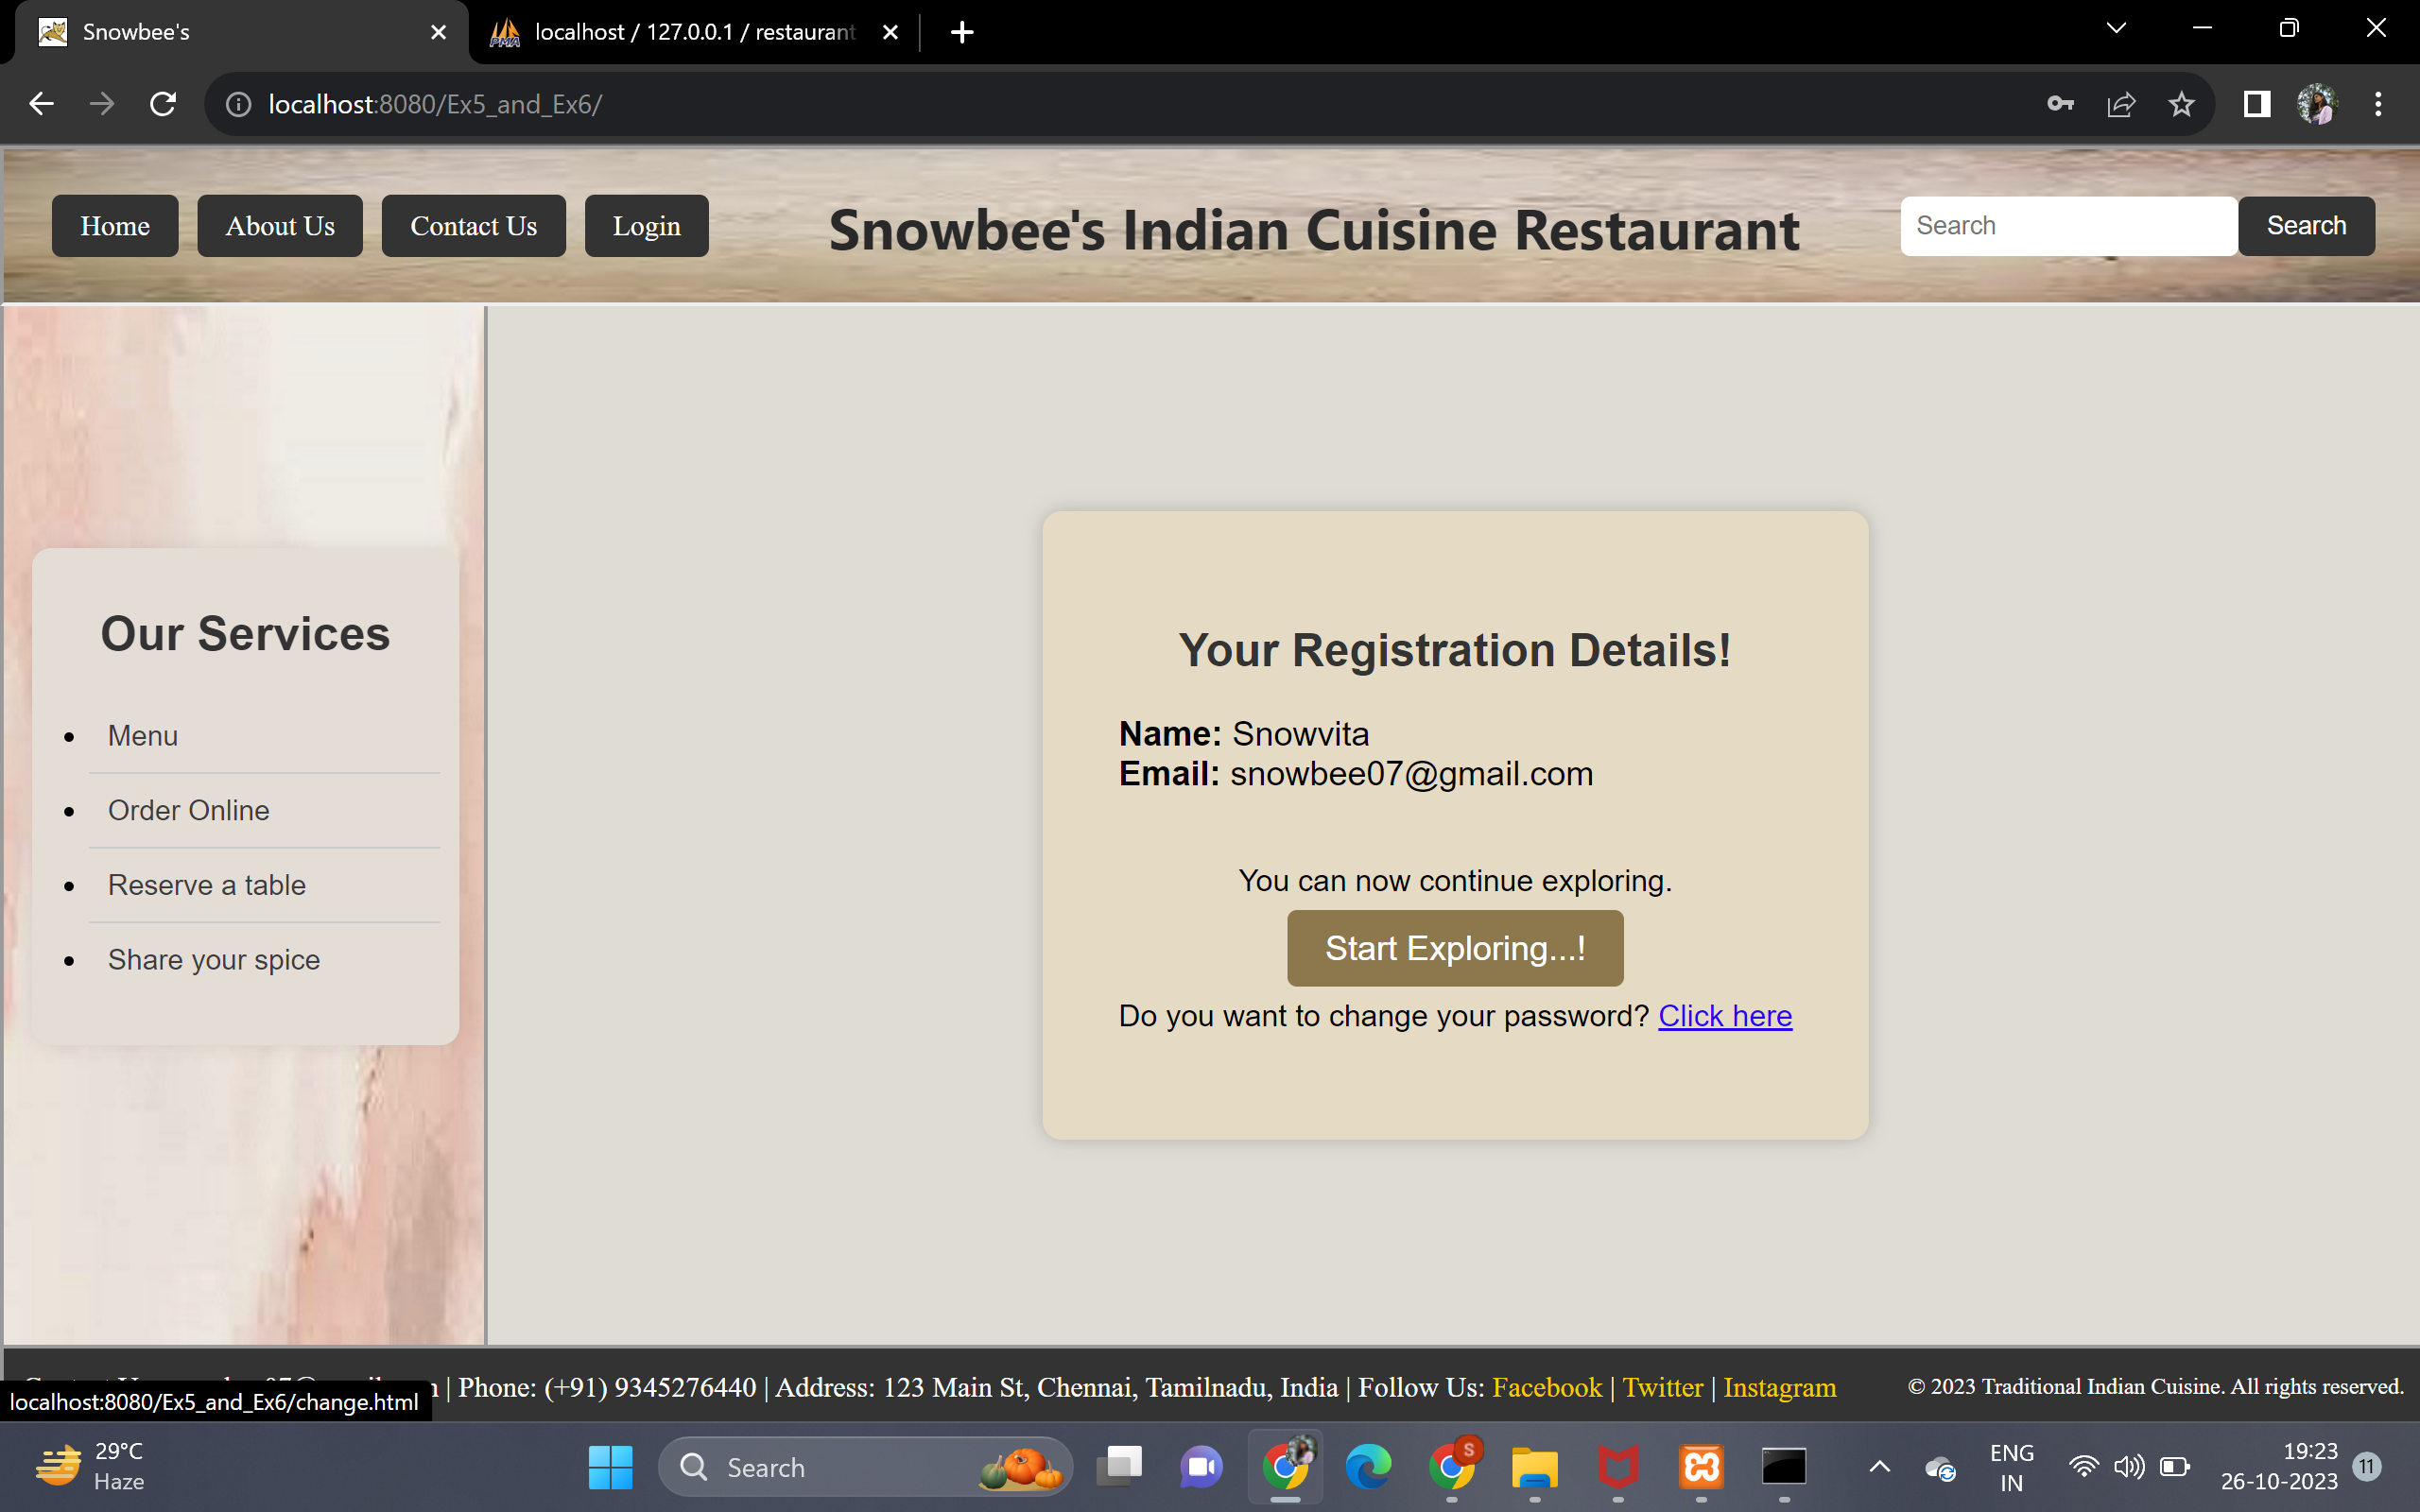 Snowbee's
localhost / 127.0.0.1 / restaurant
localhost:8080/Ex5_and_Ex6/
Home
About Us
Contact Us
Login
Snowbee's Indian Cuisine Restaurant
Search
Search
Our Services
Menu
Order Online
Reserve a table
Share your spice
Your Registration Details!
Name: Snowvita
Email: snowbee07@gmail.com
You can now continue exploring.
Start Exploring...!
Do you want to change your password? Click here
| Phone: (+91) 9345276440 | Address: 123 Main St, Chennai, Tamilnadu, India | Follow Us: Facebook | Twitter | Instagram
© 2023 Traditional Indian Cuisine. All rights reserved.
localhost:8080/Ex5_and_Ex6/change.html
29°C
Haze
Search
S
ENG
IN
19:23
26-10-2023
11